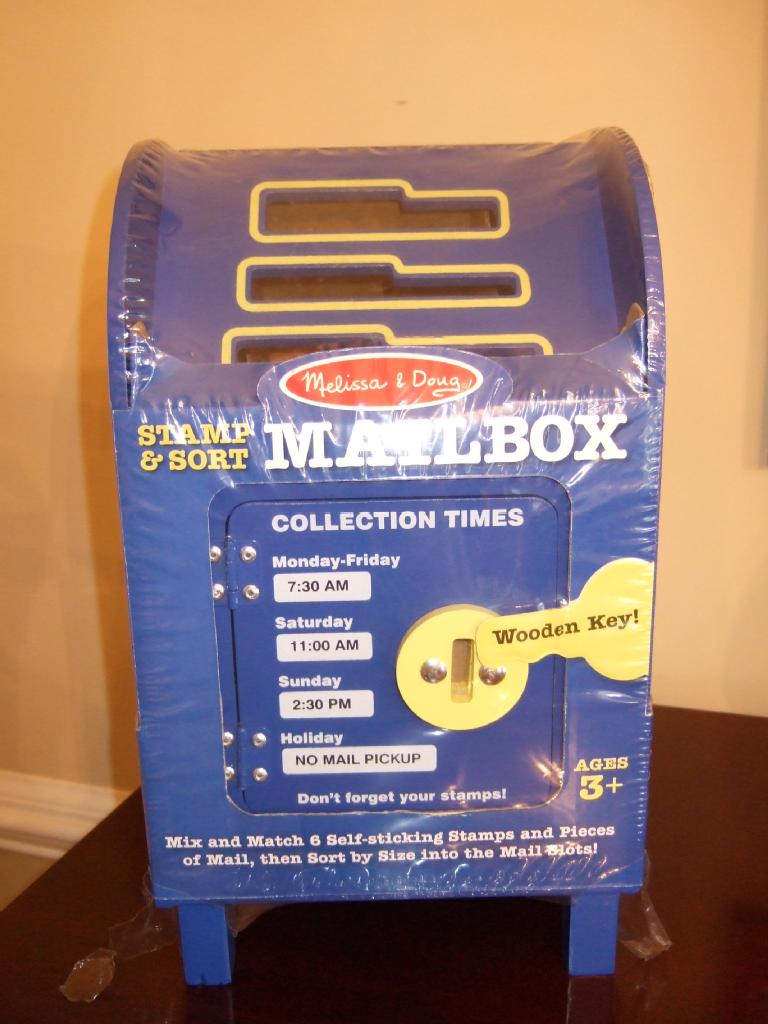 Melissa & Doug
STAMP
& SORT
MAILBOX
COLLECTION TIMES
Monday-Friday
7:30 AM
Saturday
11:00 AM
Wooden Key!
Sunday
2:30 PM
Holiday
NO MAIL PICKUP
AGES
3+
Don't forget your stamps!
Mix and Match 6 Self-sticking Stamps and Pieces
of Mail, then Sort by Size into the Mail Slots!